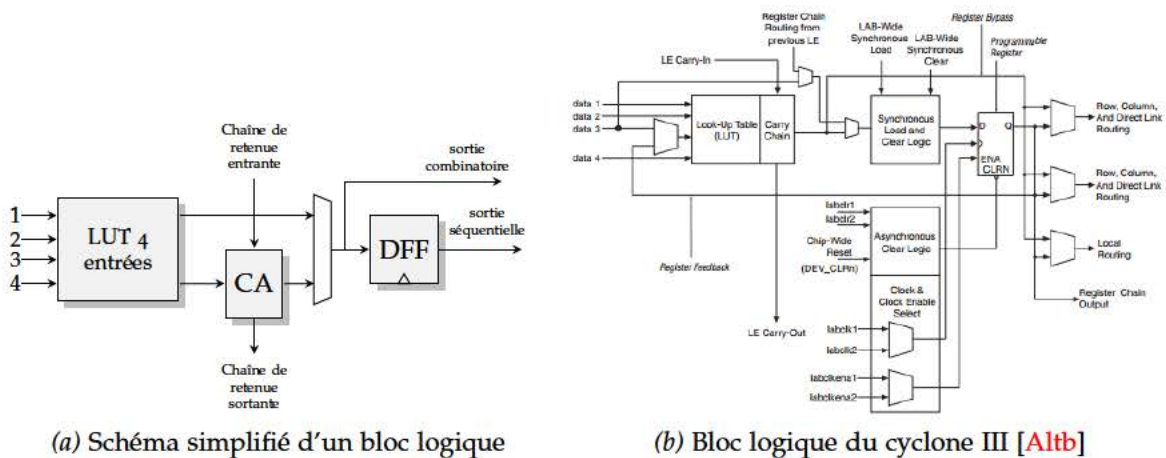 Chaîne de
retenue
entrante
sortie
combinatoire
1
2
3
4
LUT 4
entrées
CA
DFF
sortie
séquentielle
Chaîne de
retenue
sortante
(a) Schéma simplifié d'un bloc logique
Register Chain
Routing from
previous LE
LAB-Wide
Synchronous
Load
LAB-Wide
Synchronous
Clear
Register Bypass
Programmable
Register
LE Carry-In
data 1
data 2
data 3
data 4
Look-Up Table
(LUT)
Carry
Chain
Synchronous
Load and
Clear Logic
D
Q
ENA
CLRN
Row, Column,
And Direct Link
Routing
Row, Column,
And Direct Link
Routing
Local
Routing
Register Chain
Output
labclr1
labclr2
Chip-Wide
Reset
(DEV_CLRn)
Asynchronous
Clear Logic
Register Feedback
Clock &
Clock Enable
Select
LE Carry-Out
labclk1
labclk2
labclkena1
labclkena2
(b) Bloc logique du cyclone III [Altb]